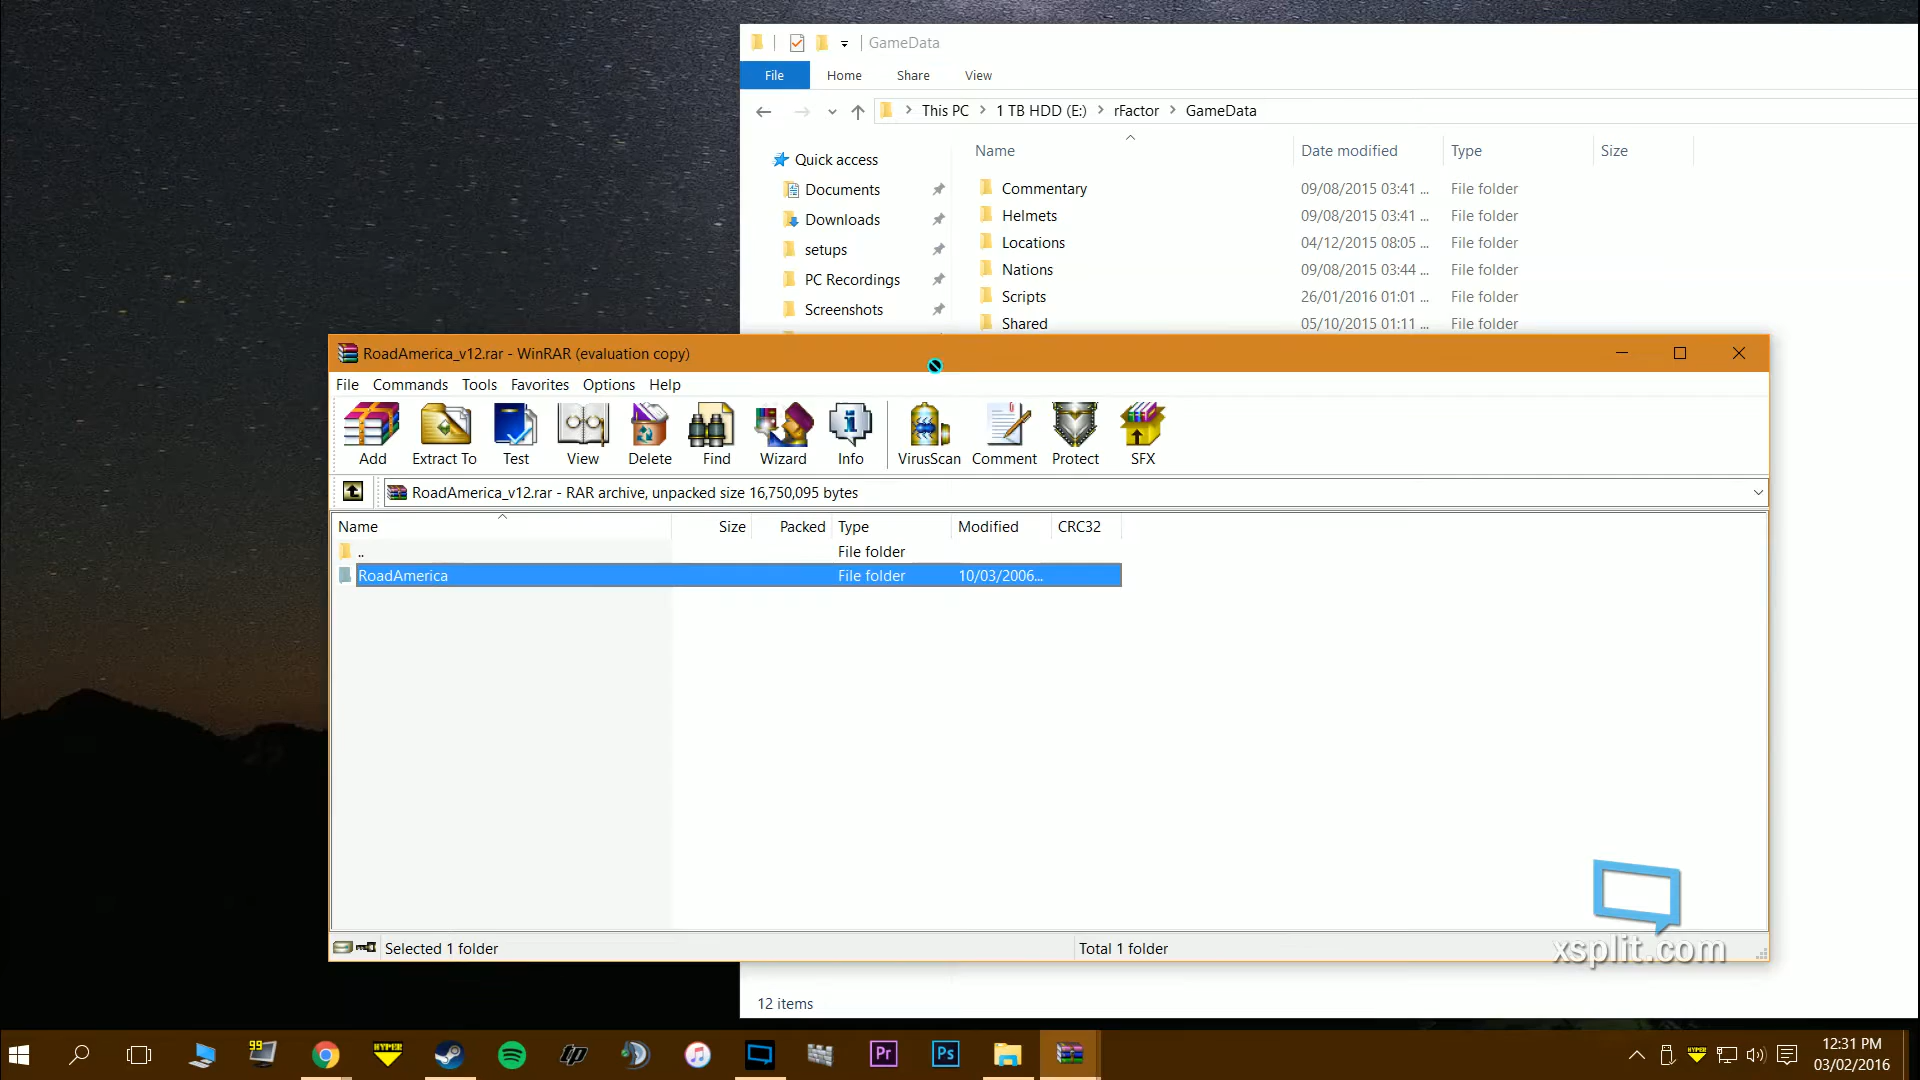 GameData
File Home Share View
This PC 1 TB HDD (E:) rFactor GameData
Name Date modified Type Size
Quick access
Documents
Downloads
setups
PC Recordings
Screenshots
Commentary 09/08/2015 03:41 ... File folder
Helmets 09/08/2015 03:41 ... File folder
Locations 04/12/2015 08:05 ... File folder
Nations 09/08/2015 03:44 ... File folder
Scripts 26/01/2016 01:01 ... File folder
Shared 05/10/2015 01:11 ... File folder
RoadAmerica_v12.rar - WinRAR (evaluation copy)
File Commands Tools Favorites Options Help
Add Extract To Test View Delete Find Wizard Info VirusScan Comment Protect SFX
RoadAmerica_v12.rar - RAR archive, unpacked size 16,750,095 bytes
Name Size Packed Type Modified CRC32
.. File folder
RoadAmerica File folder 10/03/2006...
Selected 1 folder Total 1 folder
xsplit.com
12 items
99
HYPER
tp
Pr
Ps
HYPER
12:31 PM
03/02/2016